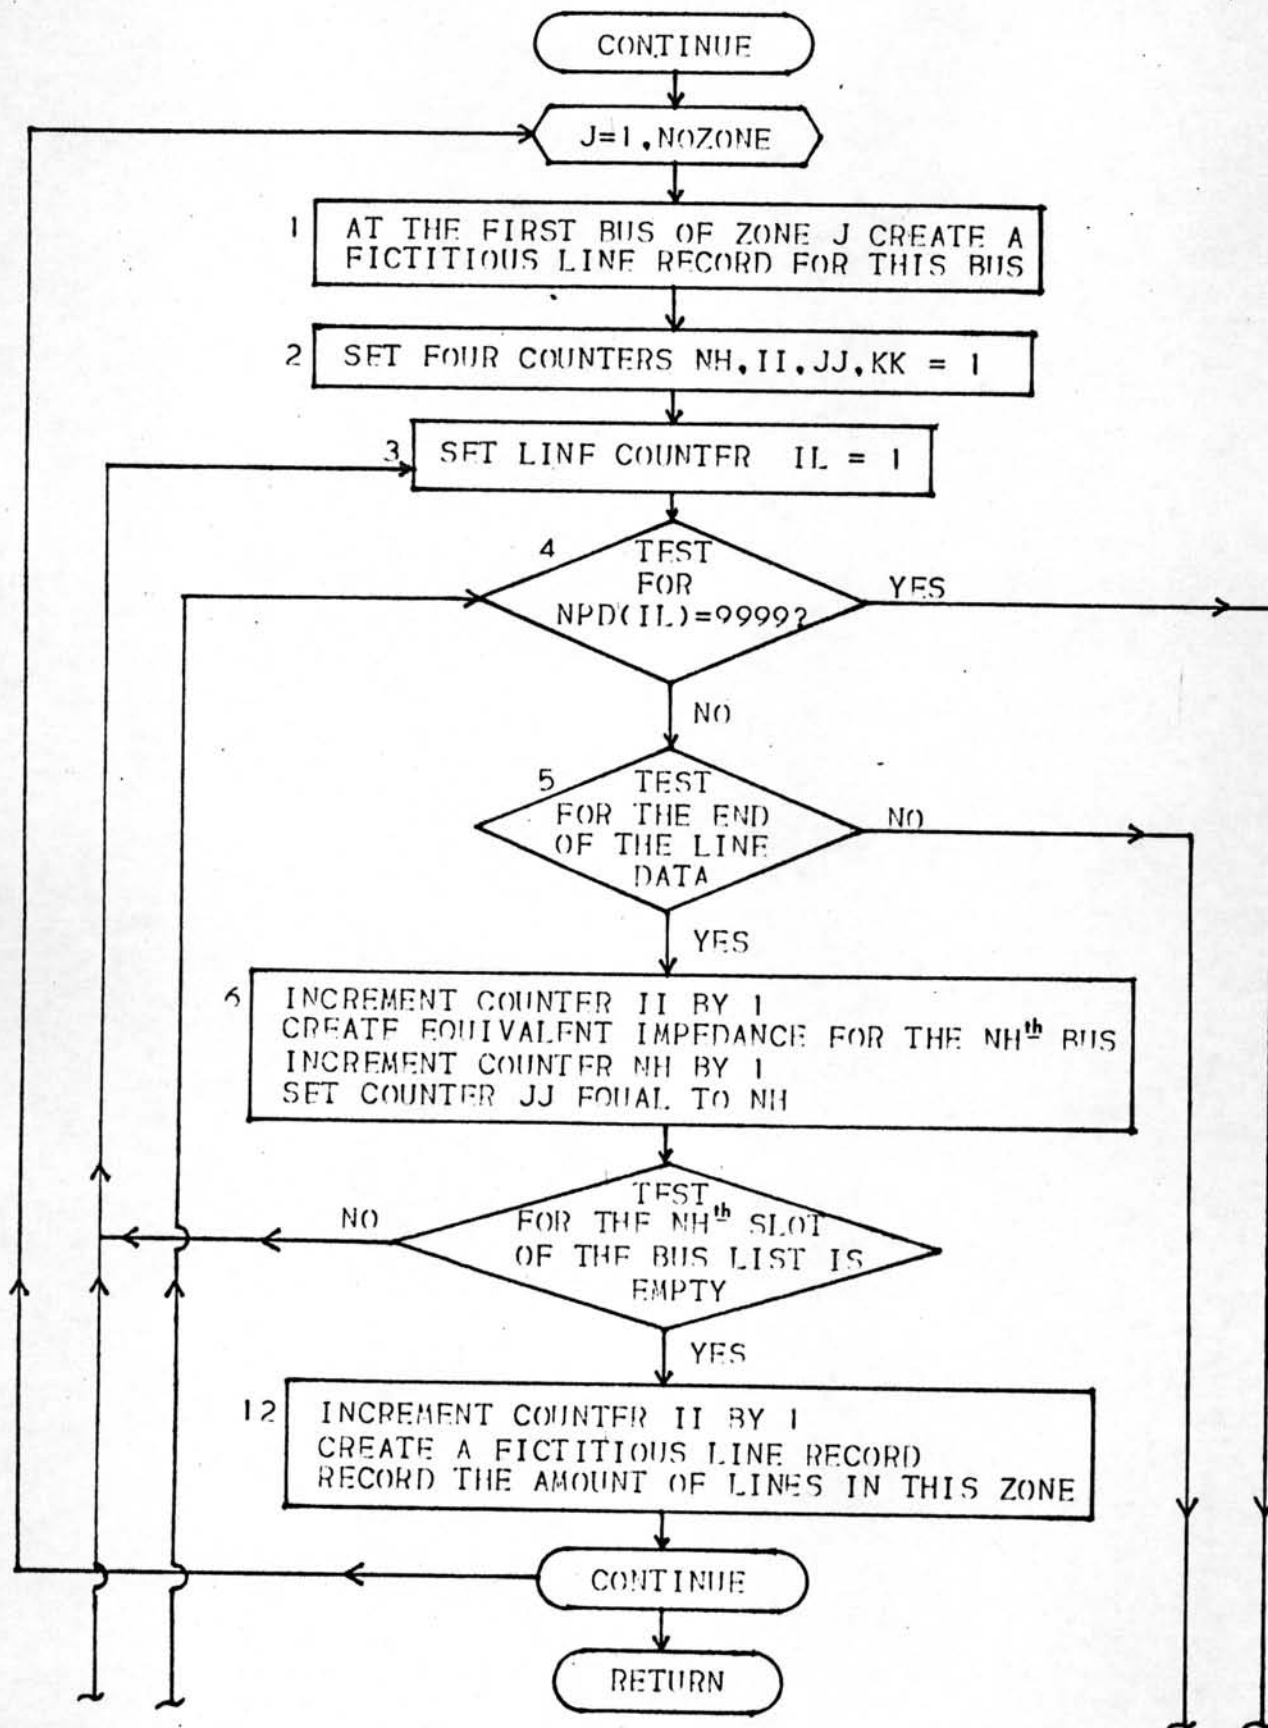 CONTINUE
J=1,NOZONE
1
AT THE FIRST BUS OF ZONE J CREATE A
FICTITIOUS LINE RECORD FOR THIS BUS
2
SET FOUR COUNTERS NH,II,JJ,KK = 1
3
SET LINE COUNTER IL = 1
4
TEST
FOR
NPD(IL)=9999?
YES
NO
5
TEST
FOR THE END
OF THE LINE
DATA
NO
YES
6
INCREMENT COUNTER II BY 1
CREATE EQUIVALENT IMPEDANCE FOR THE NHth BUS
INCREMENT COUNTER NH BY 1
SET COUNTER JJ EQUAL TO NH
NO
TEST
FOR THE NHth SLOT
OF THE BUS LIST IS
EMPTY
YES
12
INCREMENT COUNTER II BY 1
CREATE A FICTITIOUS LINE RECORD
RECORD THE AMOUNT OF LINES IN THIS ZONE
CONTINUE
RETURN